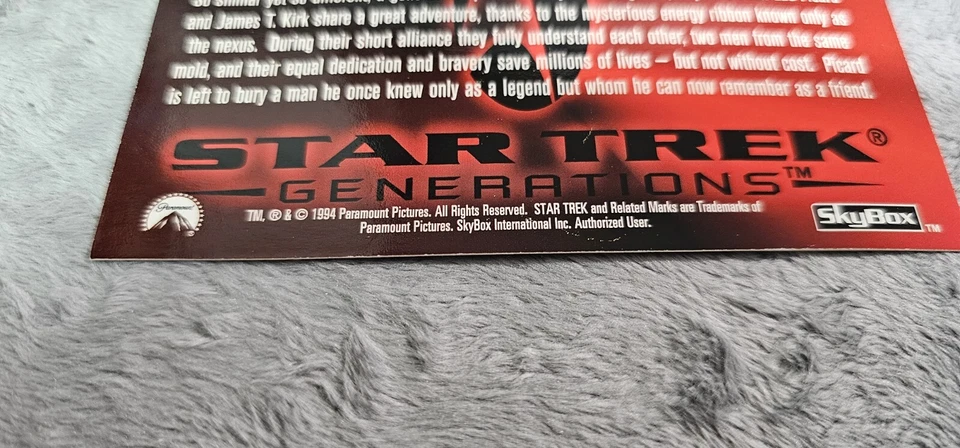 and James T. Kirk share a great adventure, thanks to the mysterious energy ribbon known only as
the nexus. During their short alliance they fully understand each other, two men from the same
mold, and their equal dedication and bravery save millions of lives – but not without cost. Picard
is left to bury a man he once knew only as a legend but whom he can now remember as a friend.
STAR TREK®
GENERATIONS™
Paramount
TM, ® & © 1994 Paramount Pictures. All Rights Reserved. STAR TREK and Related Marks are Trademarks of
Paramount Pictures. SkyBox International Inc. Authorized User.
SkyBox™